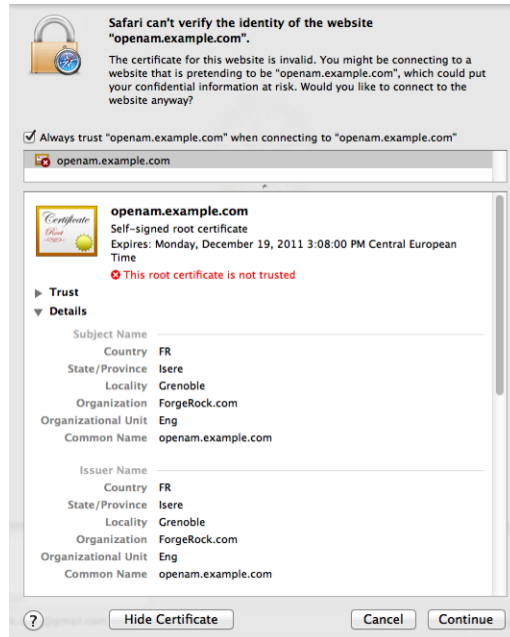 Safari can't verify the identity of the website
"openam.example.com".
The certificate for this website is invalid. You might be connecting to a
website that is pretending to be "openam.example.com", which could put
your confidential information at risk. Would you like to connect to the
website anyway?
Always trust "openam.example.com" when connecting to "openam.example.com"
openam.example.com
Certificate
Root
openam.example.com
Self-signed root certificate
Expires: Monday, December 19, 2011 3:08:00 PM Central European
Time
This root certificate is not trusted
Trust
Details
Subject Name
Country FR
State/Province Isere
Locality Grenoble
Organization ForgeRock.com
Organizational Unit Eng
Common Name openam.example.com
Issuer Name
Country FR
State/Province Isere
Locality Grenoble
Organization ForgeRock.com
Organizational Unit Eng
Common Name openam.example.com
? Hide Certificate Cancel Continue